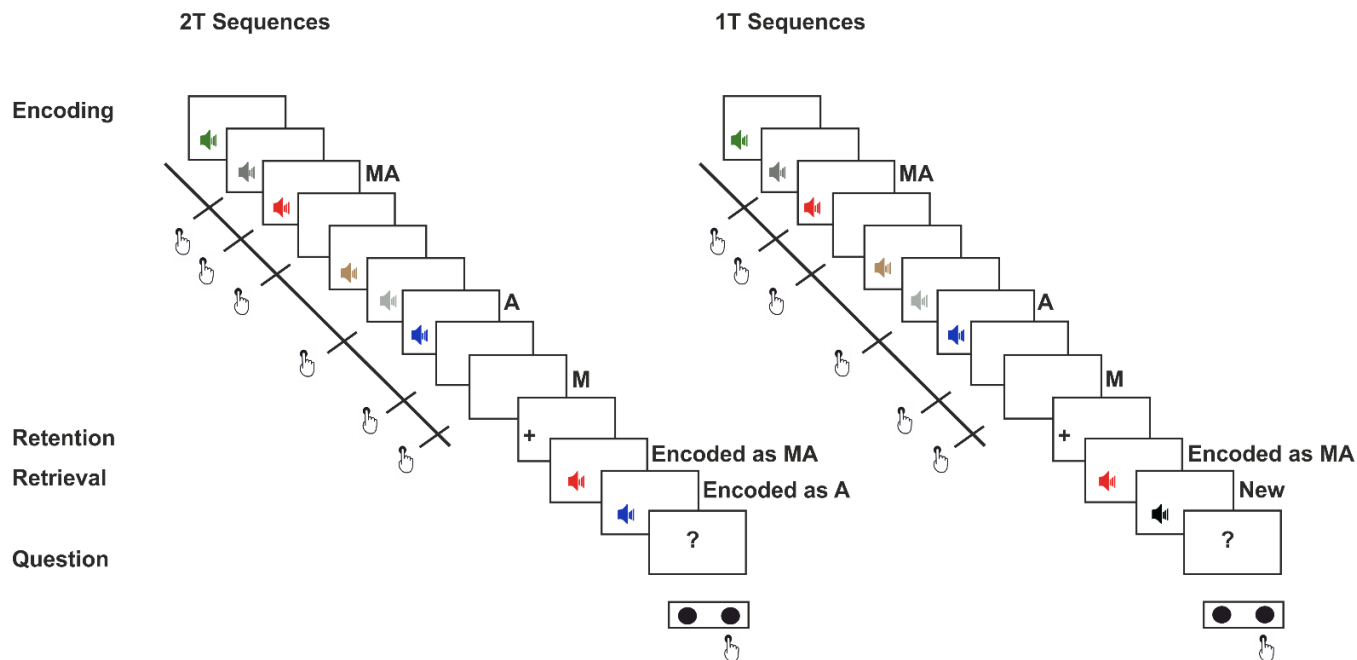 2T Sequences
1T Sequences
Encoding
MA
MA
A
A
M
M
Retention
+
+
Encoded as MA
Encoded as MA
Retrieval
Encoded as A
New
?
?
Question